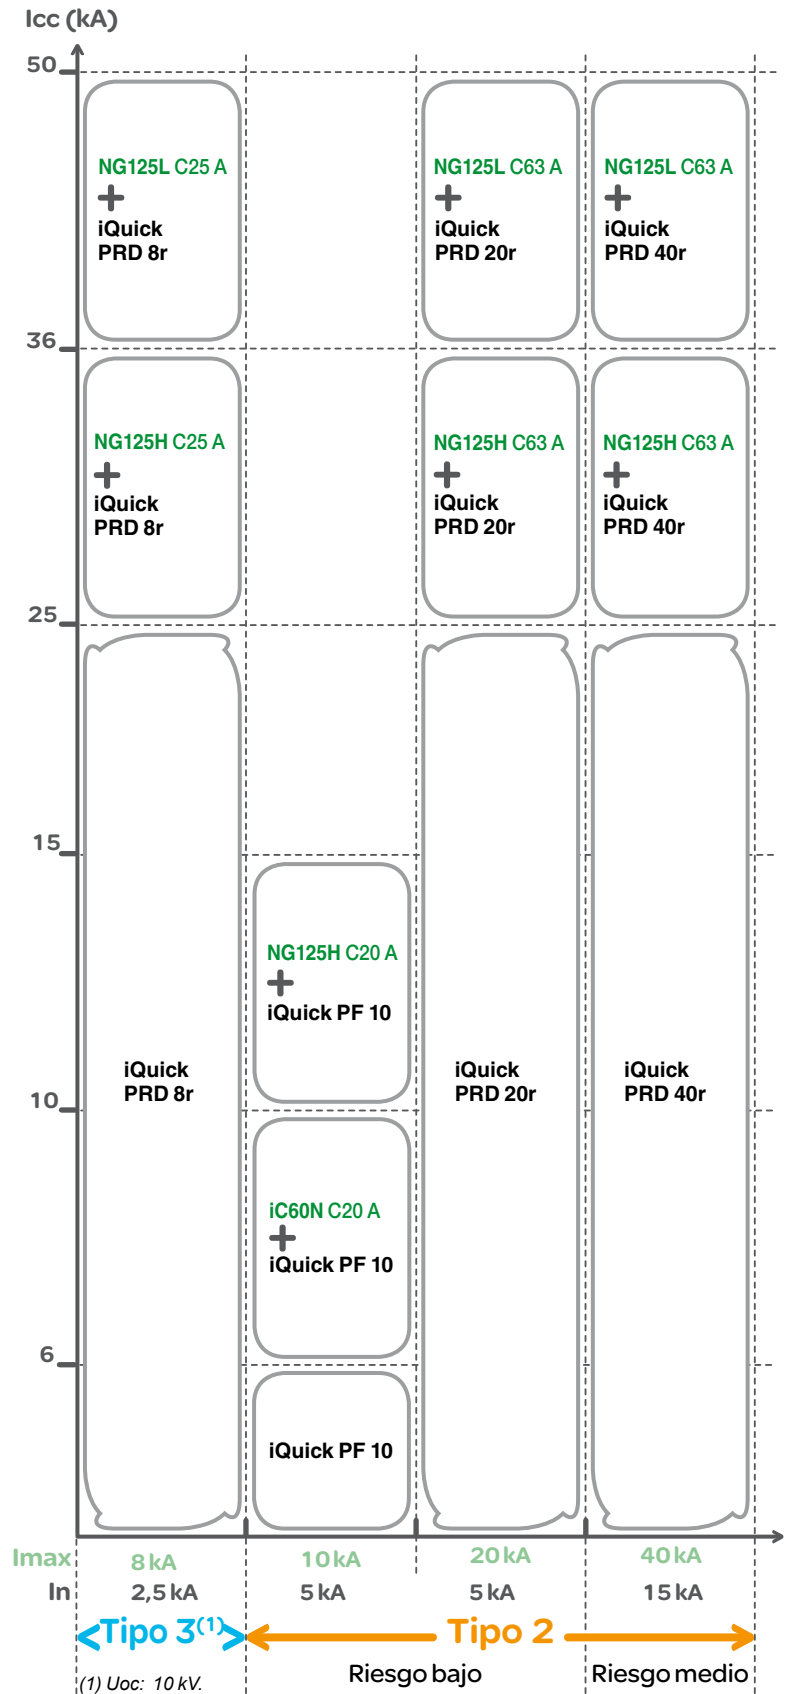 Icc (kA)
50
NG125L C25 A
+
iQuick
PRD 8r
NG125L C63 A
+
iQuick
PRD 20r
NG125L C63 A
+
iQuick
PRD 40r
36
NG125H C25 A
+
iQuick
PRD 8r
NG125H C63 A
+
iQuick
PRD 20r
NG125H C63 A
+
iQuick
PRD 40r
25
15
NG125H C20 A
+
iQuick PF 10
iQuick
PRD 8r
iQuick
PRD 20r
iQuick
PRD 40r
10
iC60N C20 A
+
iQuick PF 10
6
iQuick PF 10
Imax 8 kA 10 kA 20 kA 40 kA
In 2,5 kA 5 kA 5 kA 15 kA
Tipo 3(1) Tipo 2
Riesgo bajo Riesgo medio
(1) Uoc: 10 kV.